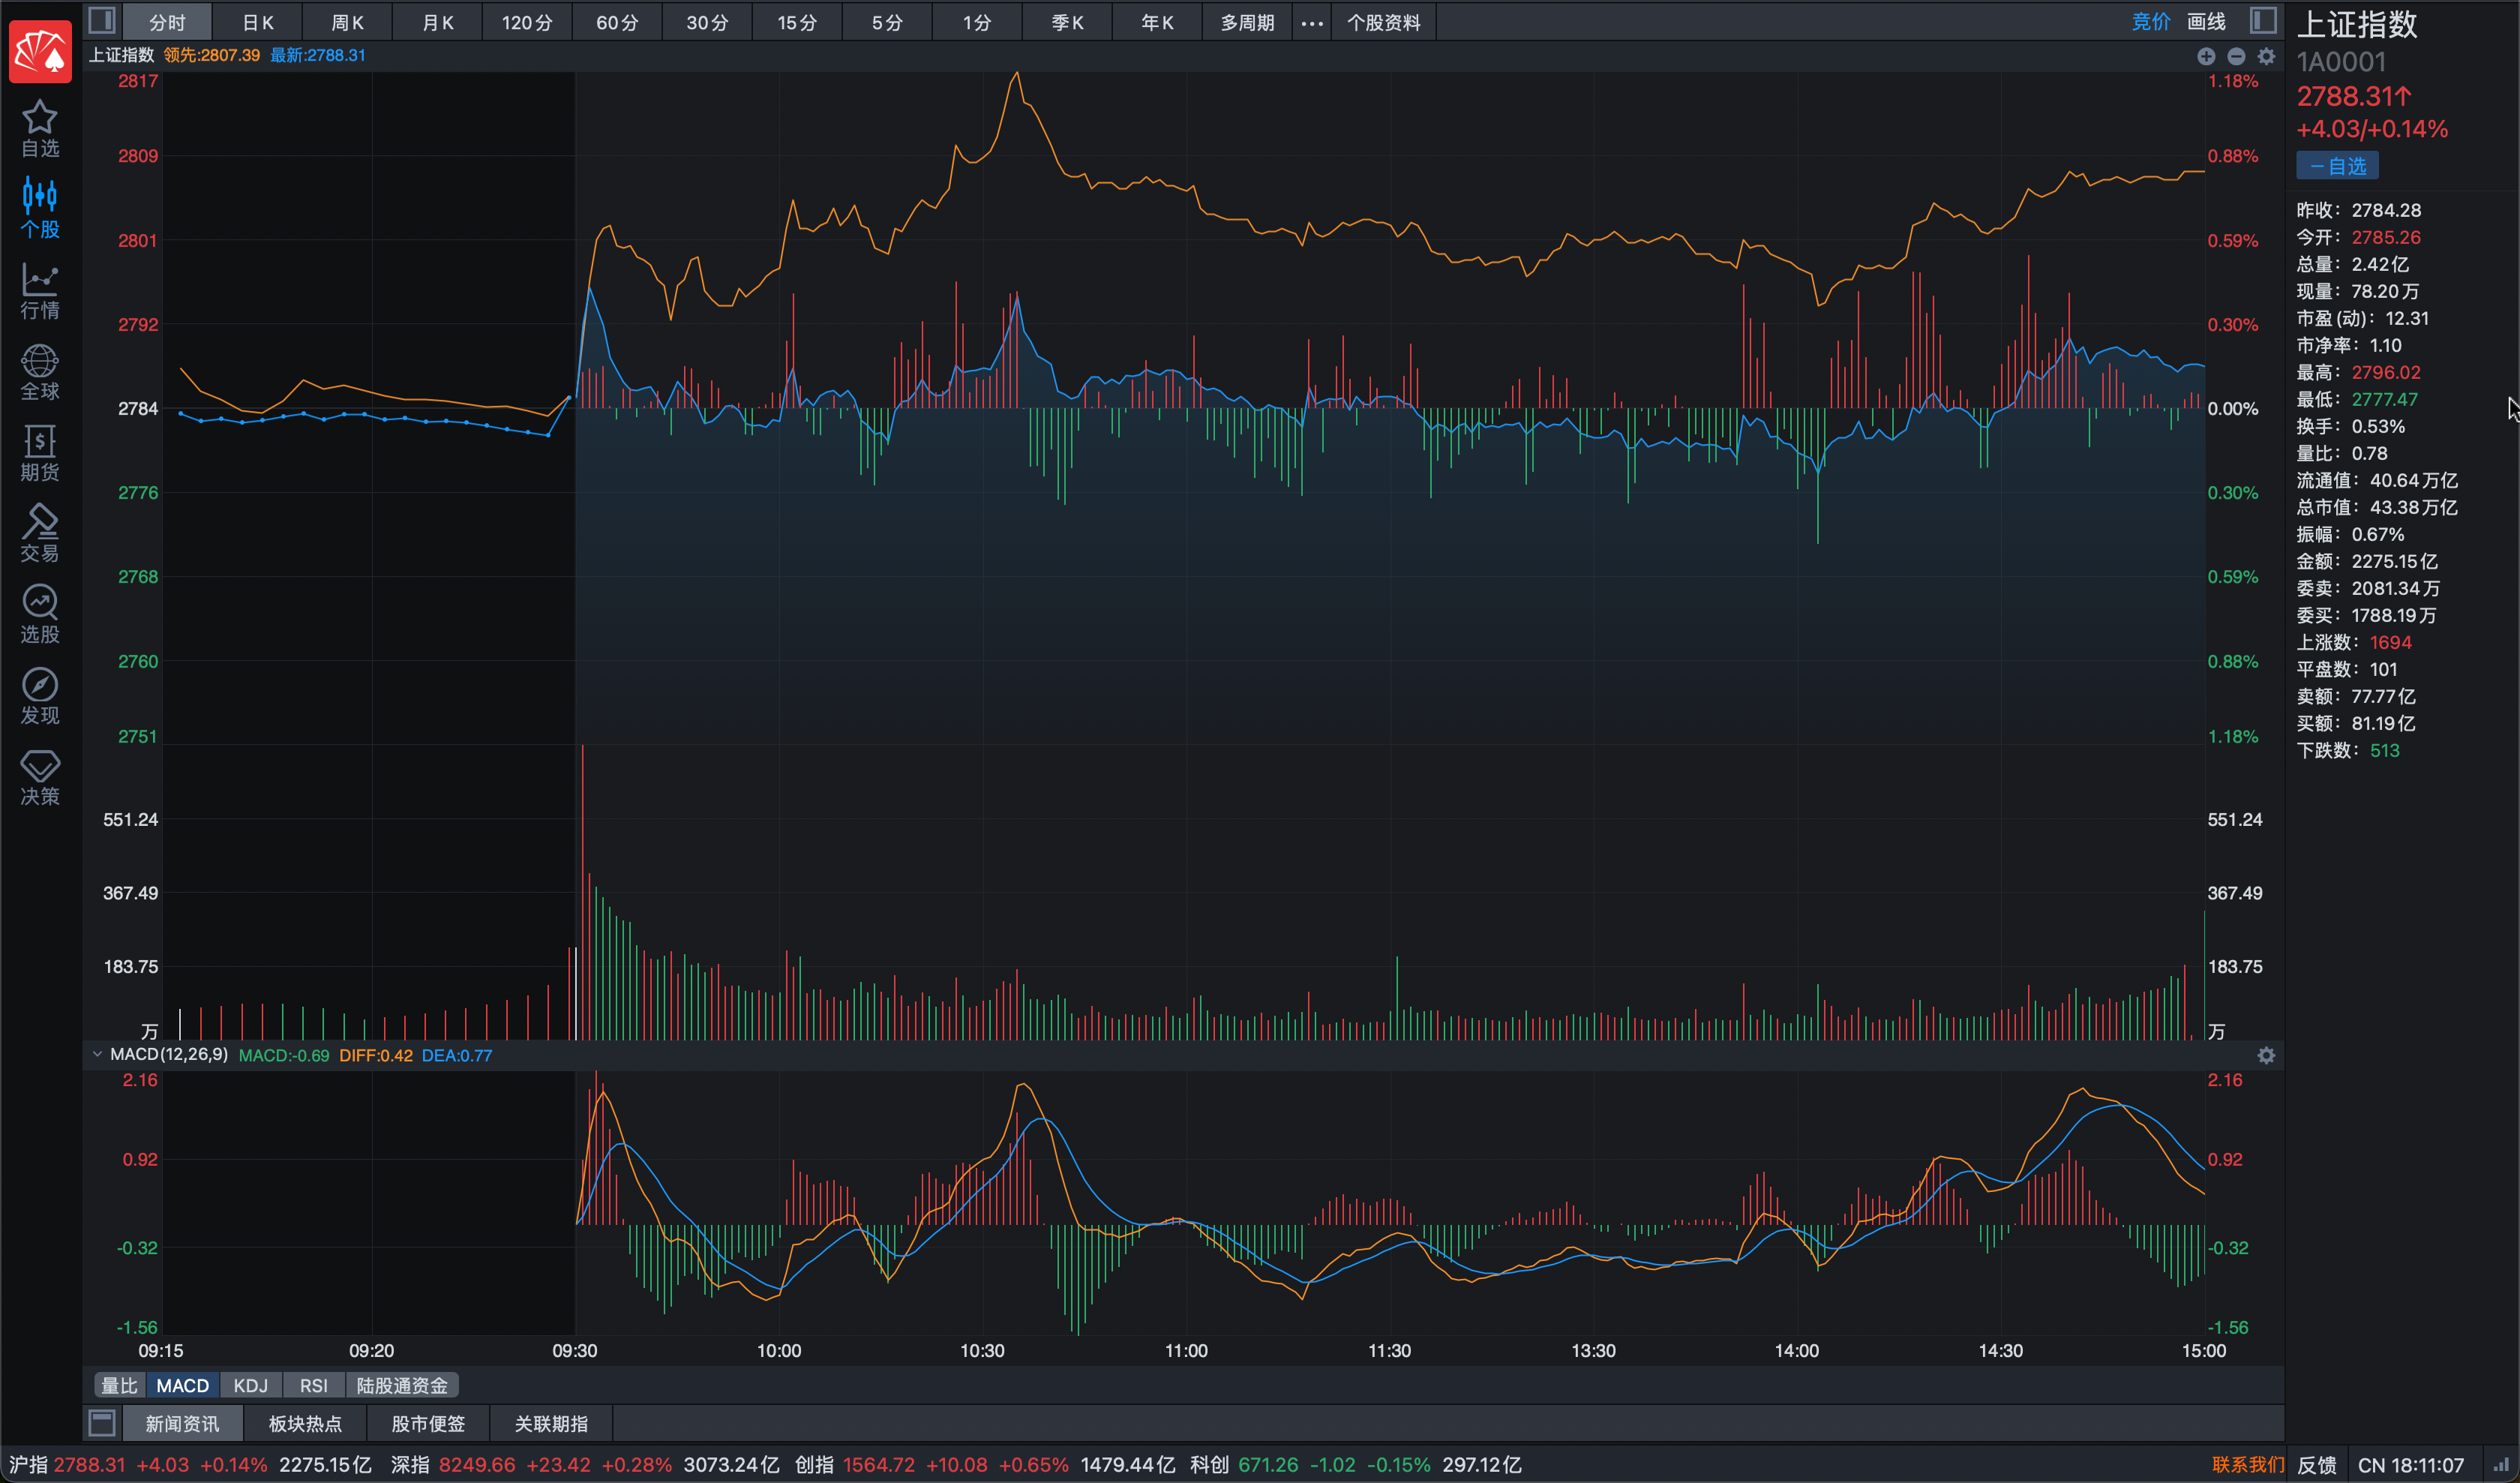 分时 日K 周K 月K 120分 60分 30分 15分 5分 1分 季K 年K 多周期 ··· 个股资料 竞价 画线
上证指数 领先:2807.39 最新:2788.31
自选
个股
行情
全球
期货
交易
选股
发现
决策
2817 1.18%
2809 0.88%
2801 0.59%
2792 0.30%
2784 0.00%
2776 0.30%
2768 0.59%
2760 0.88%
2751 1.18%
551.24 551.24
367.49 367.49
183.75 183.75
万 万
MACD(12,26,9) MACD:-0.69 DIFF:0.42 DEA:0.77
2.16 2.16
0.92 0.92
-0.32 -0.32
-1.56 -1.56
09:15 09:20 09:30 10:00 10:30 11:00 11:30 13:30 14:00 14:30 15:00
量比 MACD KDJ RSI 陆股通资金
新闻资讯 板块热点 股市便签 关联期指
上证指数
1A0001
2788.31↑
+4.03/+0.14%
－自选
昨收：2784.28
今开：2785.26
总量：2.42亿
现量：78.20万
市盈(动)：12.31
市净率：1.10
最高：2796.02
最低：2777.47
换手：0.53%
量比：0.78
流通值：40.64万亿
总市值：43.38万亿
振幅：0.67%
金额：2275.15亿
委卖：2081.34万
委买：1788.19万
上涨数：1694
平盘数：101
卖额：77.77亿
买额：81.19亿
下跌数：513
沪指 2788.31 +4.03 +0.14% 2275.15亿 深指 8249.66 +23.42 +0.28% 3073.24亿 创指 1564.72 +10.08 +0.65% 1479.44亿 科创 671.26 -1.02 -0.15% 297.12亿 联系我们 反馈 CN 18:11:07